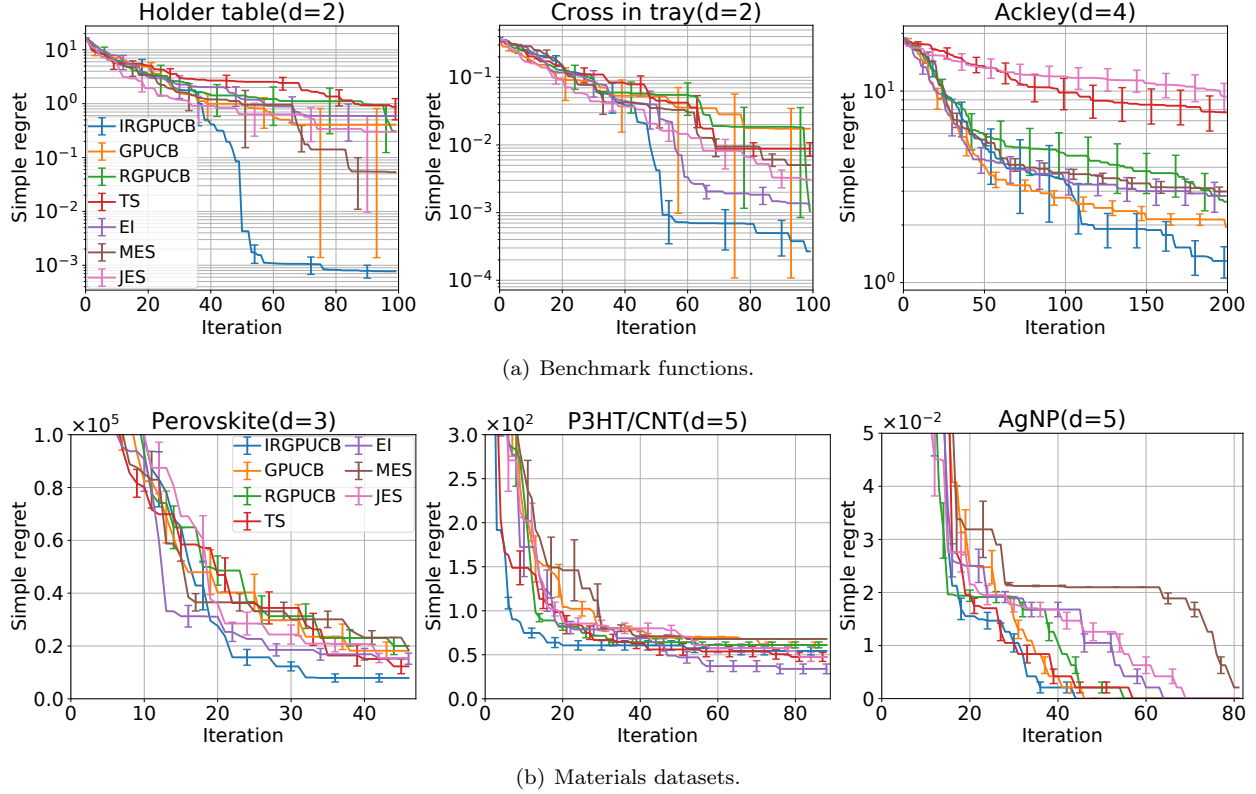 Holder table(d=2)
Simple regret
10^1
10^0
10^{-1}
10^{-2}
10^{-3}
IRGPUCB
GPUCB
RGPUCB
TS
EI
MES
JES
0 20 40 60 80 100
Iteration
Cross in tray(d=2)
Simple regret
10^{-1}
10^{-2}
10^{-3}
10^{-4}
0 20 40 60 80 100
Iteration
Ackley(d=4)
Simple regret
10^1
10^0
0 50 100 150 200
Iteration
(a) Benchmark functions.
×10^5
Perovskite(d=3)
Simple regret
1.0
0.8
0.6
0.4
0.2
0.0
IRGPUCB EI
GPUCB MES
RGPUCB JES
TS
0 10 20 30 40
Iteration
×10^2
P3HT/CNT(d=5)
Simple regret
3.0
2.5
2.0
1.5
1.0
0.5
0.0
0 20 40 60 80
Iteration
×10^{-2}
AgNP(d=5)
Simple regret
5
4
3
2
1
0
20 40 60 80
Iteration
(b) Materials datasets.